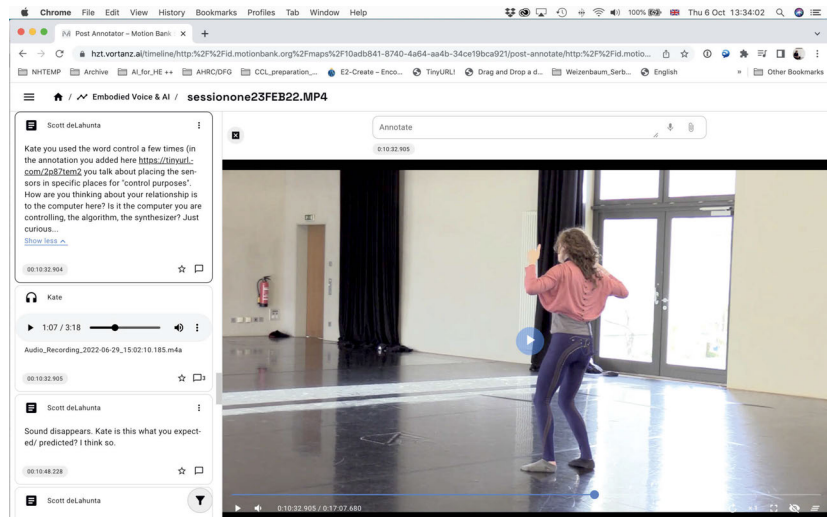 Chrome File Edit View History Bookmarks Profiles Tab Window Help 100% Thu 6 Oct 13:34:02
Post Annotator – Motion Bank
hzt.vortanz.ai/timeline/http:%2F%2Fid.motionbank.org%2Fmaps%2F10adb841-8740-4a64-aa4b-34ce19bca921/post-annotate/http:%2F%2Fid.motio...
NHTEMP Archive AI_for_HE ++ AHRC/DFG CCL_preparation_... E2-Create – Enco... TinyURL! Drag and Drop a d... Weizenbaum_Serb... English » Other Bookmarks
/ Embodied Voice & AI / sessionone23FEB22.MP4
Scott deLahunta
Kate you used the word control a few times (in
the annotation you added here https://tinyurl.-
com/2p87tem2 you talk about placing the sen-
sors in specific places for "control purposes".
How are you thinking about your relationship is
to the computer here? Is it the computer you are
controlling, the algorithm, the synthesizer? Just
curious...
Show less
00:10:32.904
Kate
1:07 / 3:18
Audio_Recording_2022-06-29_15:02:10.185.m4a
00:10:32.905 3
Scott deLahunta
Sound disappears. Kate is this what you expect-
ed/ predicted? I think so.
00:10:48.228
Scott deLahunta
Annotate
0:10:32.905
0:10:32.905 / 0:17:07.680